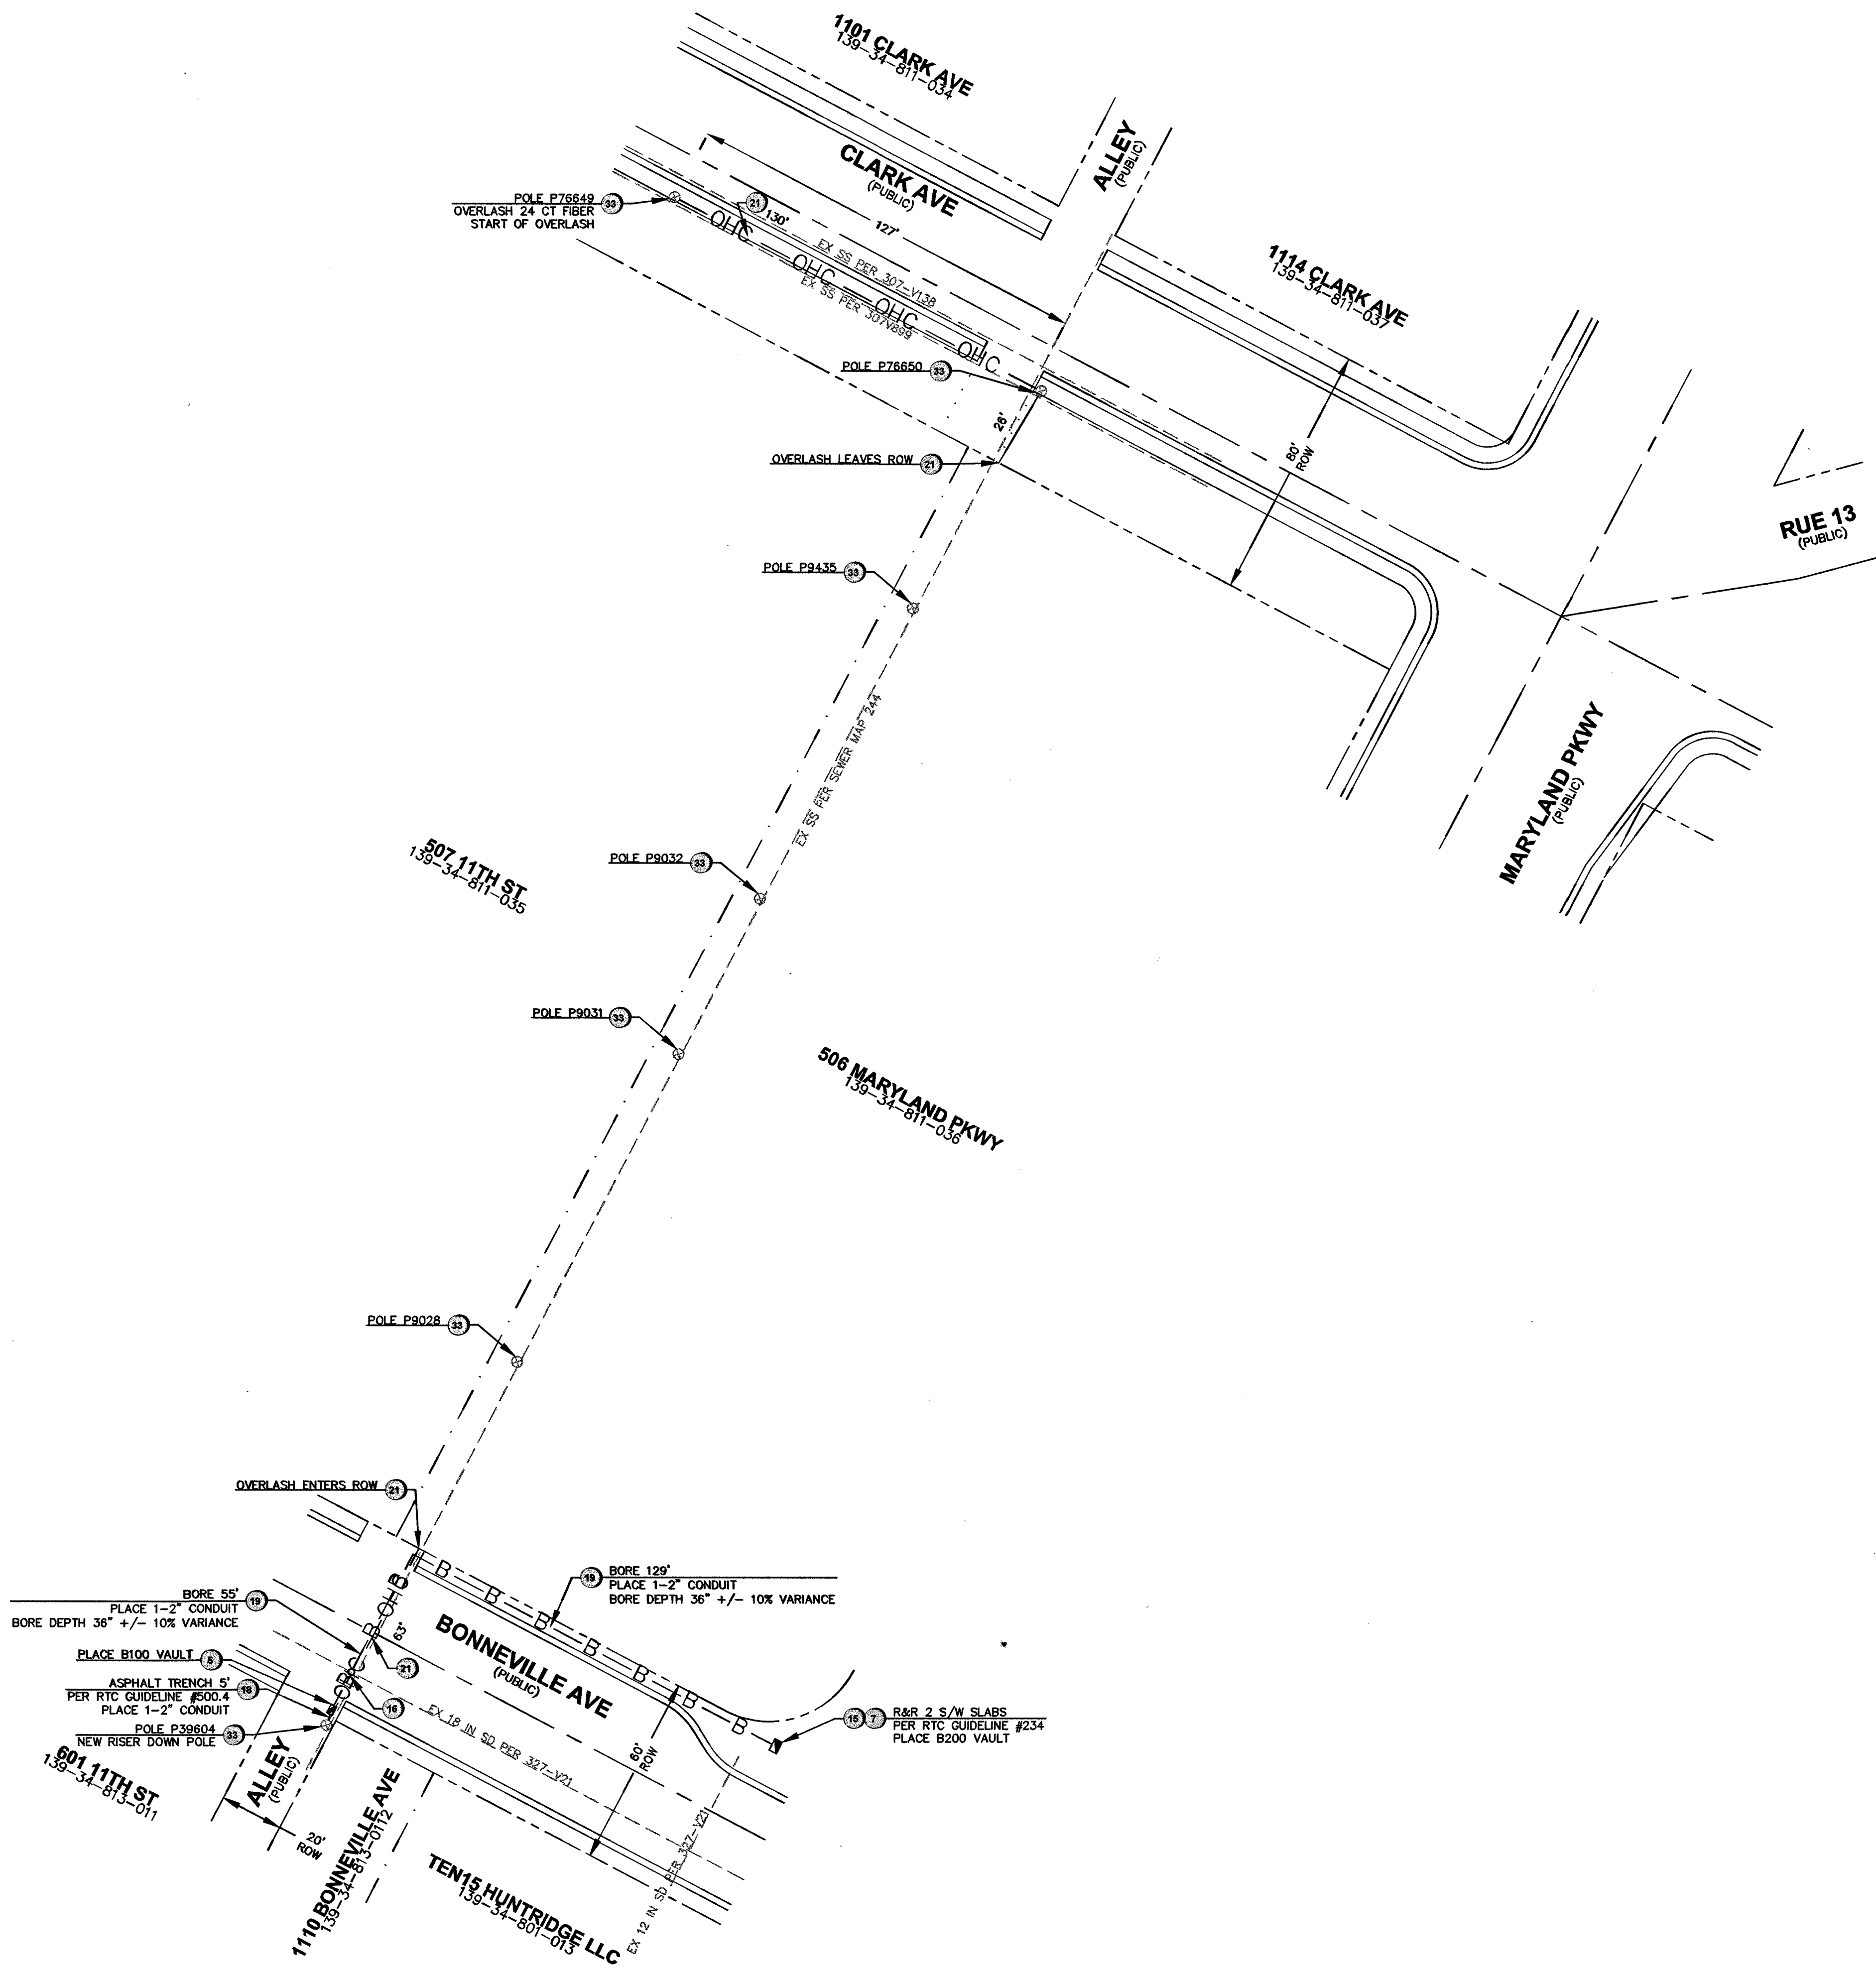 1101 CLARK AVE
139-34-811-034
ALLEY
(PUBLIC)
CLARK AVE
(PUBLIC)
POLE P76649
OVERLASH 24 CT FIBER
START OF OVERLASH
33
21
130'
127'
EX SS PER 307-V138
OHC OHC OHC OHC
EX SS PER 307V899
1114 CLARK AVE
139-34-811-037
POLE P76650
33
26'
80'
ROW
OVERLASH LEAVES ROW
21
RUE 13
(PUBLIC)
POLE P9435
33
EX SS PER SEWER MAP 244
MARYLAND PKWY
(PUBLIC)
507 11TH ST
139-34-811-035
POLE P9032
33
POLE P9031
33
506 MARYLAND PKWY
139-34-811-036
POLE P9028
33
OVERLASH ENTERS ROW
21
19
BORE 129'
PLACE 1-2" CONDUIT
BORE DEPTH 36" +/- 10% VARIANCE
B B B B B B B
BORE 55'
PLACE 1-2" CONDUIT
BORE DEPTH 36" +/- 10% VARIANCE
19
63'
BONNEVILLE AVE
(PUBLIC)
PLACE B100 VAULT
21
ASPHALT TRENCH 5'
PER RTC GUIDELINE #500.4
PLACE 1-2" CONDUIT
18
16
POLE P39604
NEW RISER DOWN POLE
33
EX 18 IN SD PER 327-V21
60'
ROW
15
7
R&R 2 S/W SLABS
PER RTC GUIDELINE #234
PLACE B200 VAULT
601 11TH ST
139-34-813-011
ALLEY
(PUBLIC)
20'
ROW
1110 BONNEVILLE AVE
139-34-813-0112
TEN15 HUNTRIDGE LLC
139-34-801-013
EX 12 IN SD PER 327-V21